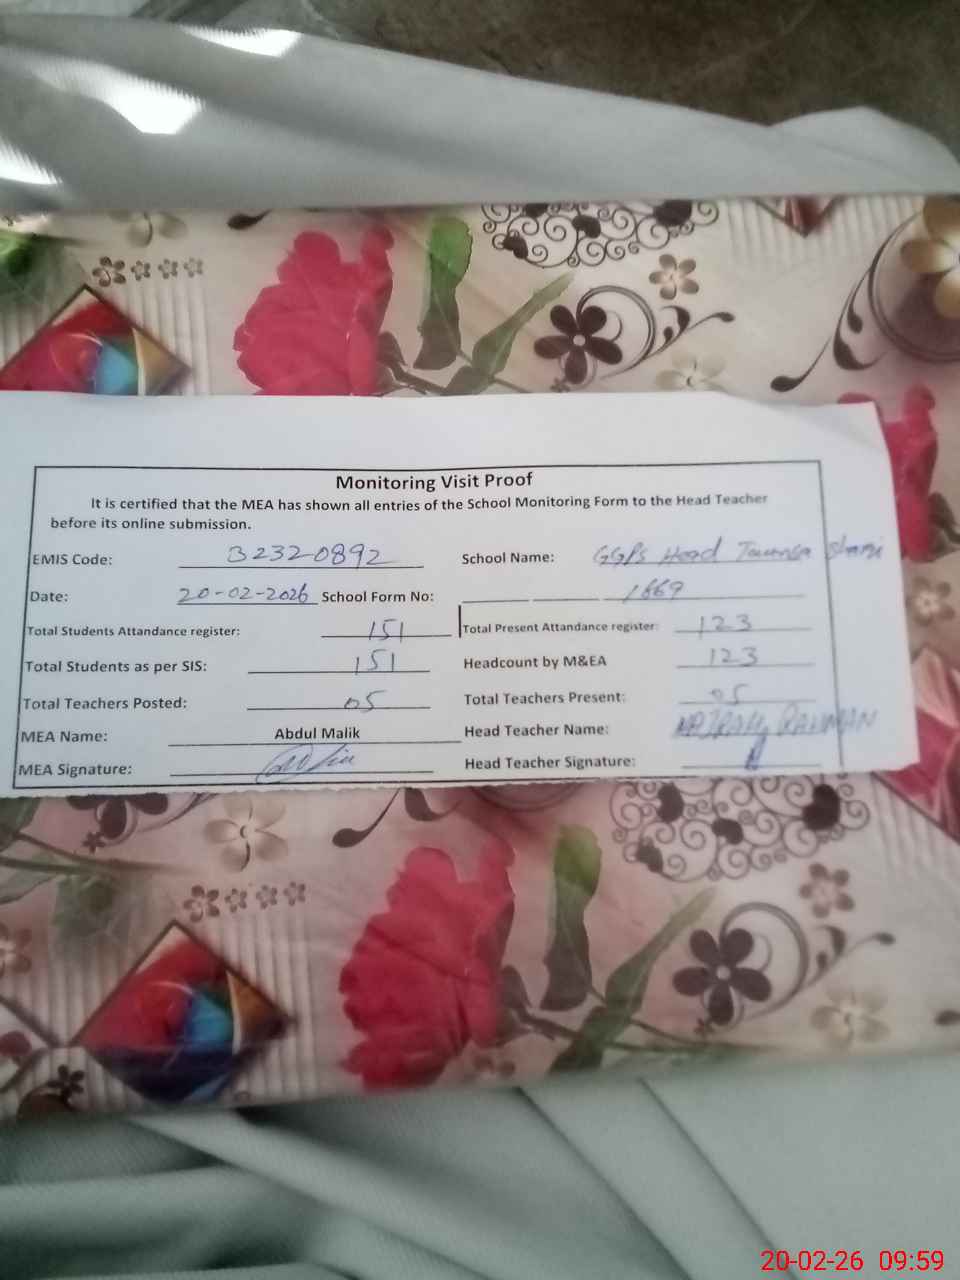 Monitoring Visit Proof
It is certified that the MEA has shown all entries of the School Monitoring Form to the Head Teacher
before its online submission.
EMIS Code: 32320892 School Name: GGPS Head Taunsa
Date: 20-02-2026 School Form No: 1669
Total Students Attandance register: 151 Total Present Attandance register: 123
Total Students as per SIS: 151 Headcount by M&EA 123
Total Teachers Posted: 05 Total Teachers Present: 05
MEA Name: Abdul Malik Head Teacher Name: RAHMAN
MEA Signature: Head Teacher Signature:
20-02-26 09:59